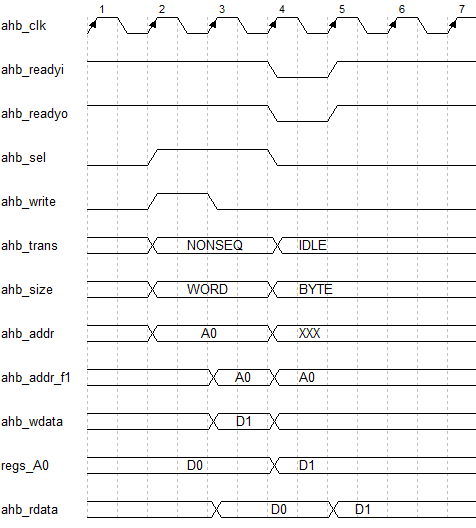 1 2 3 4 5 6 7
ahb_clk
ahb_readyi
ahb_readyo
ahb_sel
ahb_write
ahb_trans NONSEQ IDLE
ahb_size WORD BYTE
ahb_addr A0 XXX
ahb_addr_f1 A0 A0
ahb_wdata D1
regs_A0 D0 D1
ahb_rdata D0 D1